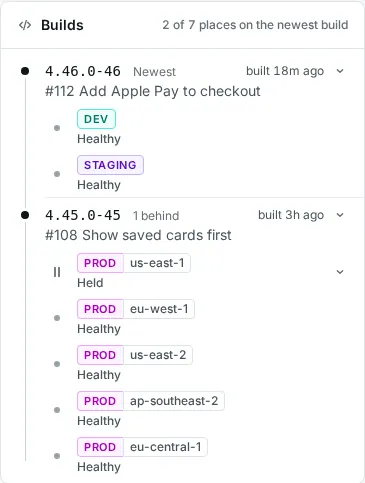 Builds 2 of 7 places on the newest build
4.46.0-46 Newest built 18m ago
#112 Add Apple Pay to checkout
DEV
Healthy
STAGING
Healthy
4.45.0-45 1 behind built 3h ago
#108 Show saved cards first
PROD us-east-1
Held
PROD eu-west-1
Healthy
PROD us-east-2
Healthy
PROD ap-southeast-2
Healthy
PROD eu-central-1
Healthy